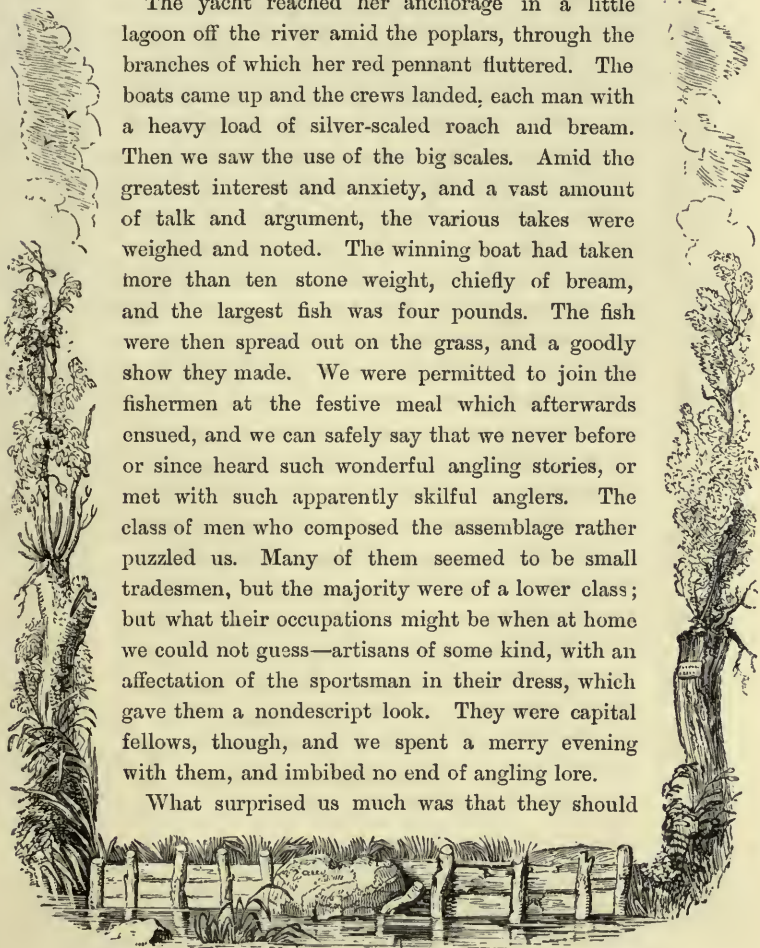 The yacht reached her anchorage in a little
lagoon off the river amid the poplars, through the
branches of which her red pennant fluttered. The
boats came up and the crews landed, each man with
a heavy load of silver-scaled roach and bream.
Then we saw the use of the big scales. Amid the
greatest interest and anxiety, and a vast amount
of talk and argument, the various takes were
weighed and noted. The winning boat had taken
more than ten stone weight, chiefly of bream,
and the largest fish was four pounds. The fish
were then spread out on the grass, and a goodly
show they made. We were permitted to join the
fishermen at the festive meal which afterwards
ensued, and we can safely say that we never before
or since heard such wonderful angling stories, or
met with such apparently skilful anglers. The
class of men who composed the assemblage rather
puzzled us. Many of them seemed to be small
tradesmen, but the majority were of a lower class;
but what their occupations might be when at home
we could not guess—artisans of some kind, with an
affectation of the sportsman in their dress, which
gave them a nondescript look. They were capital
fellows, though, and we spent a merry evening
with them, and imbibed no end of angling lore.
What surprised us much was that they should